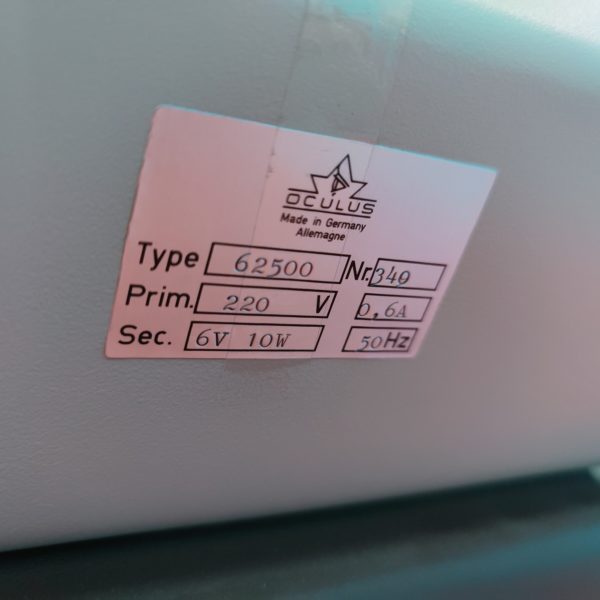 OCULUS
Made in Germany
Allemagne
Type 62500 Nr. 349
Prim. 220 V 0,6A
Sec. 6V 10W 50Hz